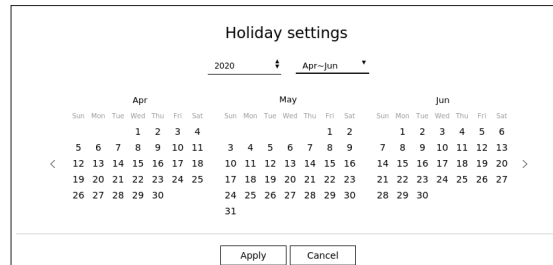 Holiday settings
2020 Apr~Jun
Apr May Jun
Sun Mon Tue Wed Thu Fri Sat Sun Mon Tue Wed Thu Fri Sat Sun Mon Tue Wed Thu Fri Sat
1 2 3 4 1 2 1 2 3 4 5 6
5 6 7 8 9 10 11 3 4 5 6 7 8 9 7 8 9 10 11 12 13
12 13 14 15 16 17 18 10 11 12 13 14 15 16 14 15 16 17 18 19 20
19 20 21 22 23 24 25 17 18 19 20 21 22 23 21 22 23 24 25 26 27
26 27 28 29 30 24 25 26 27 28 29 30 28 29 30
31
Apply Cancel